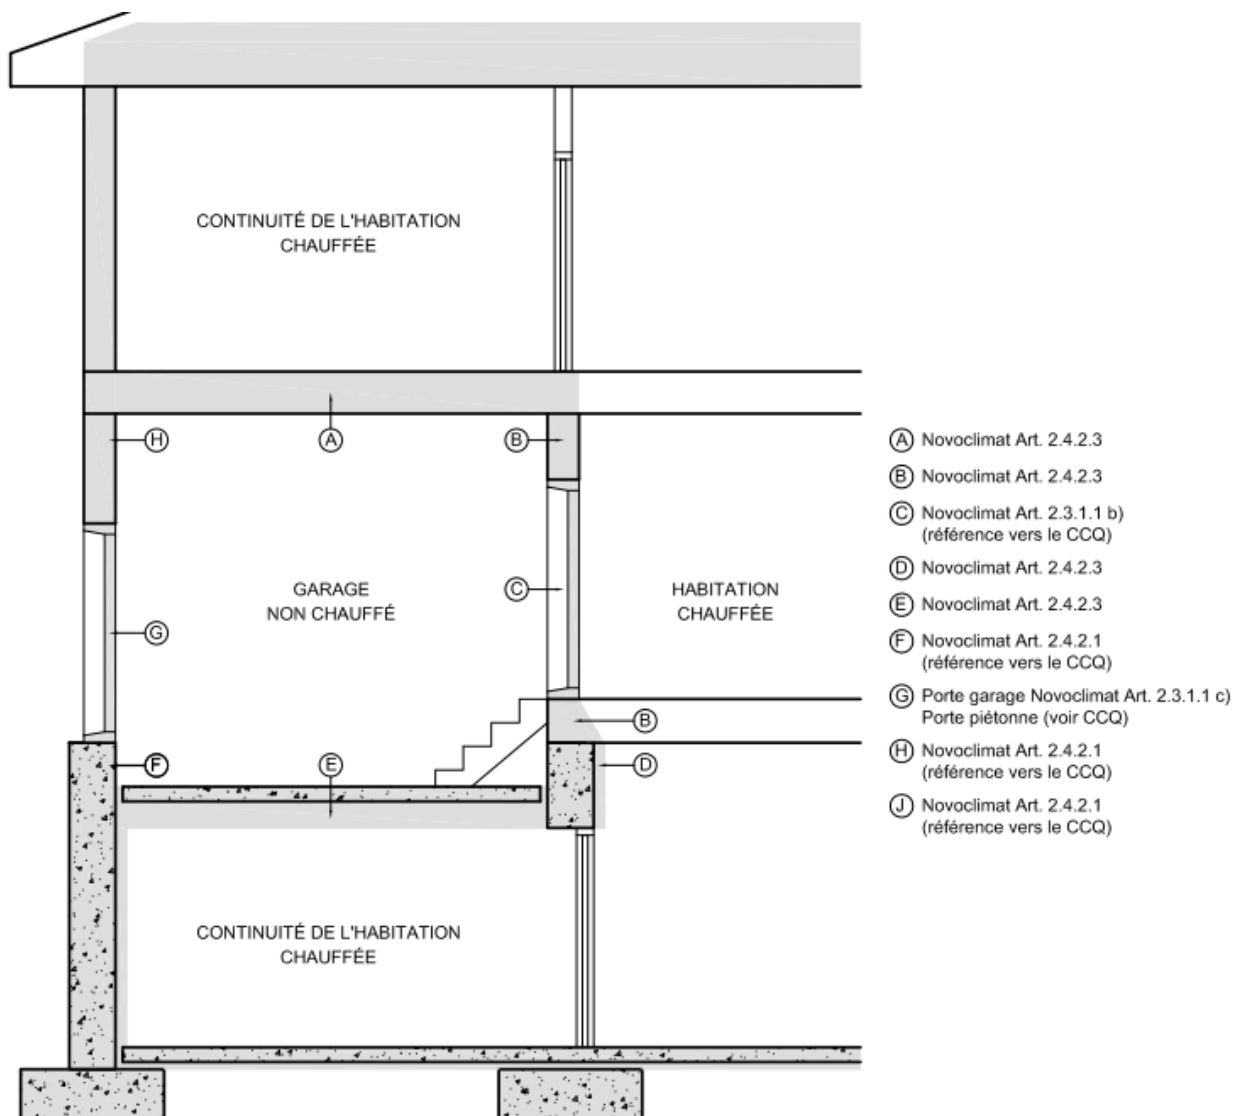 CONTINUITÉ DE L'HABITATION
CHAUFFÉE
H
A
B
GARAGE
NON CHAUFFÉ
C
HABITATION
CHAUFFÉE
G
B
F
E
D
CONTINUITÉ DE L'HABITATION
CHAUFFÉE
A Novoclimat Art. 2.4.2.3
B Novoclimat Art. 2.4.2.3
C Novoclimat Art. 2.3.1.1 b)
(référence vers le CCQ)
D Novoclimat Art. 2.4.2.3
E Novoclimat Art. 2.4.2.3
F Novoclimat Art. 2.4.2.1
(référence vers le CCQ)
G Porte garage Novoclimat Art. 2.3.1.1 c)
Porte piétonne (voir CCQ)
H Novoclimat Art. 2.4.2.1
(référence vers le CCQ)
J Novoclimat Art. 2.4.2.1
(référence vers le CCQ)